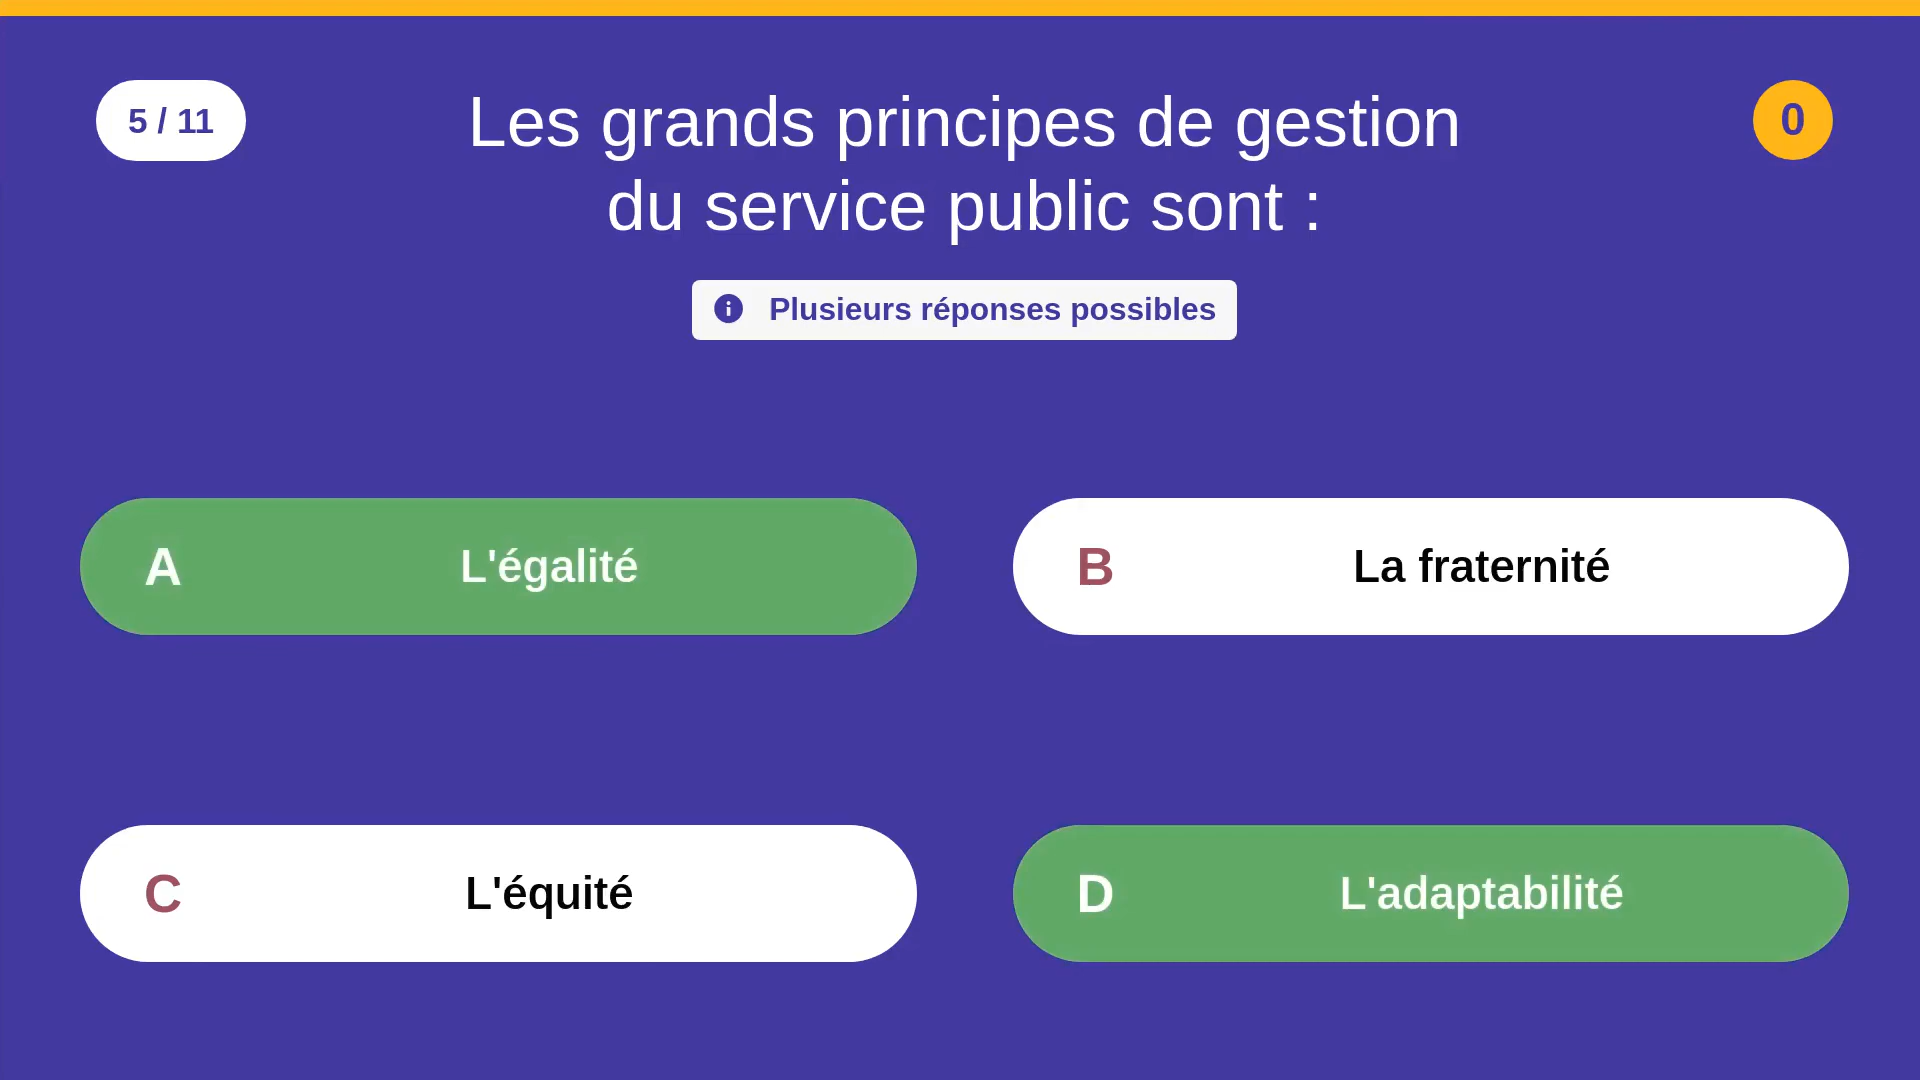 5 / 11
Les grands principes de gestion
du service public sont :
0
Plusieurs réponses possibles
A L'égalité
B La fraternité
C L'équité
D L'adaptabilité